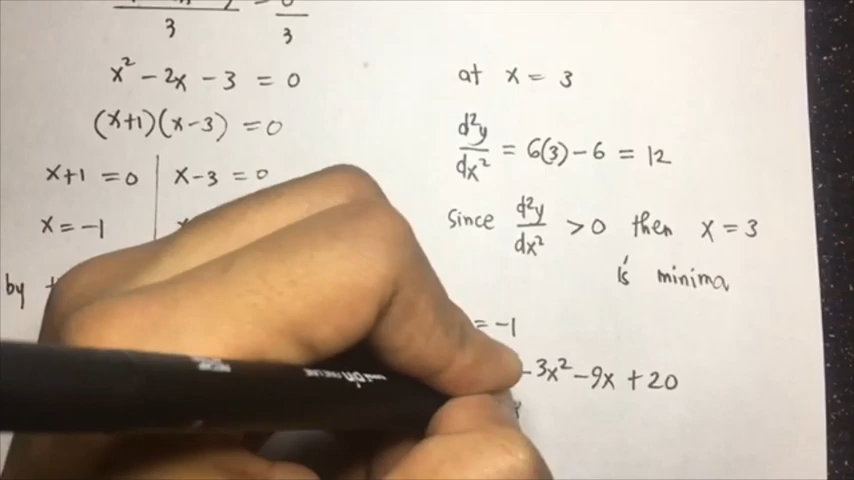 3 3
x² - 2x - 3 = 0
(x+1)(x-3) = 0
x+1 = 0 x-3 = 0
x = -1
by
at x = 3
d²y/dx² = 6(3) - 6 = 12
since d²y/dx² > 0 then x = 3
is minima
= -1
- 3x² - 9x + 20